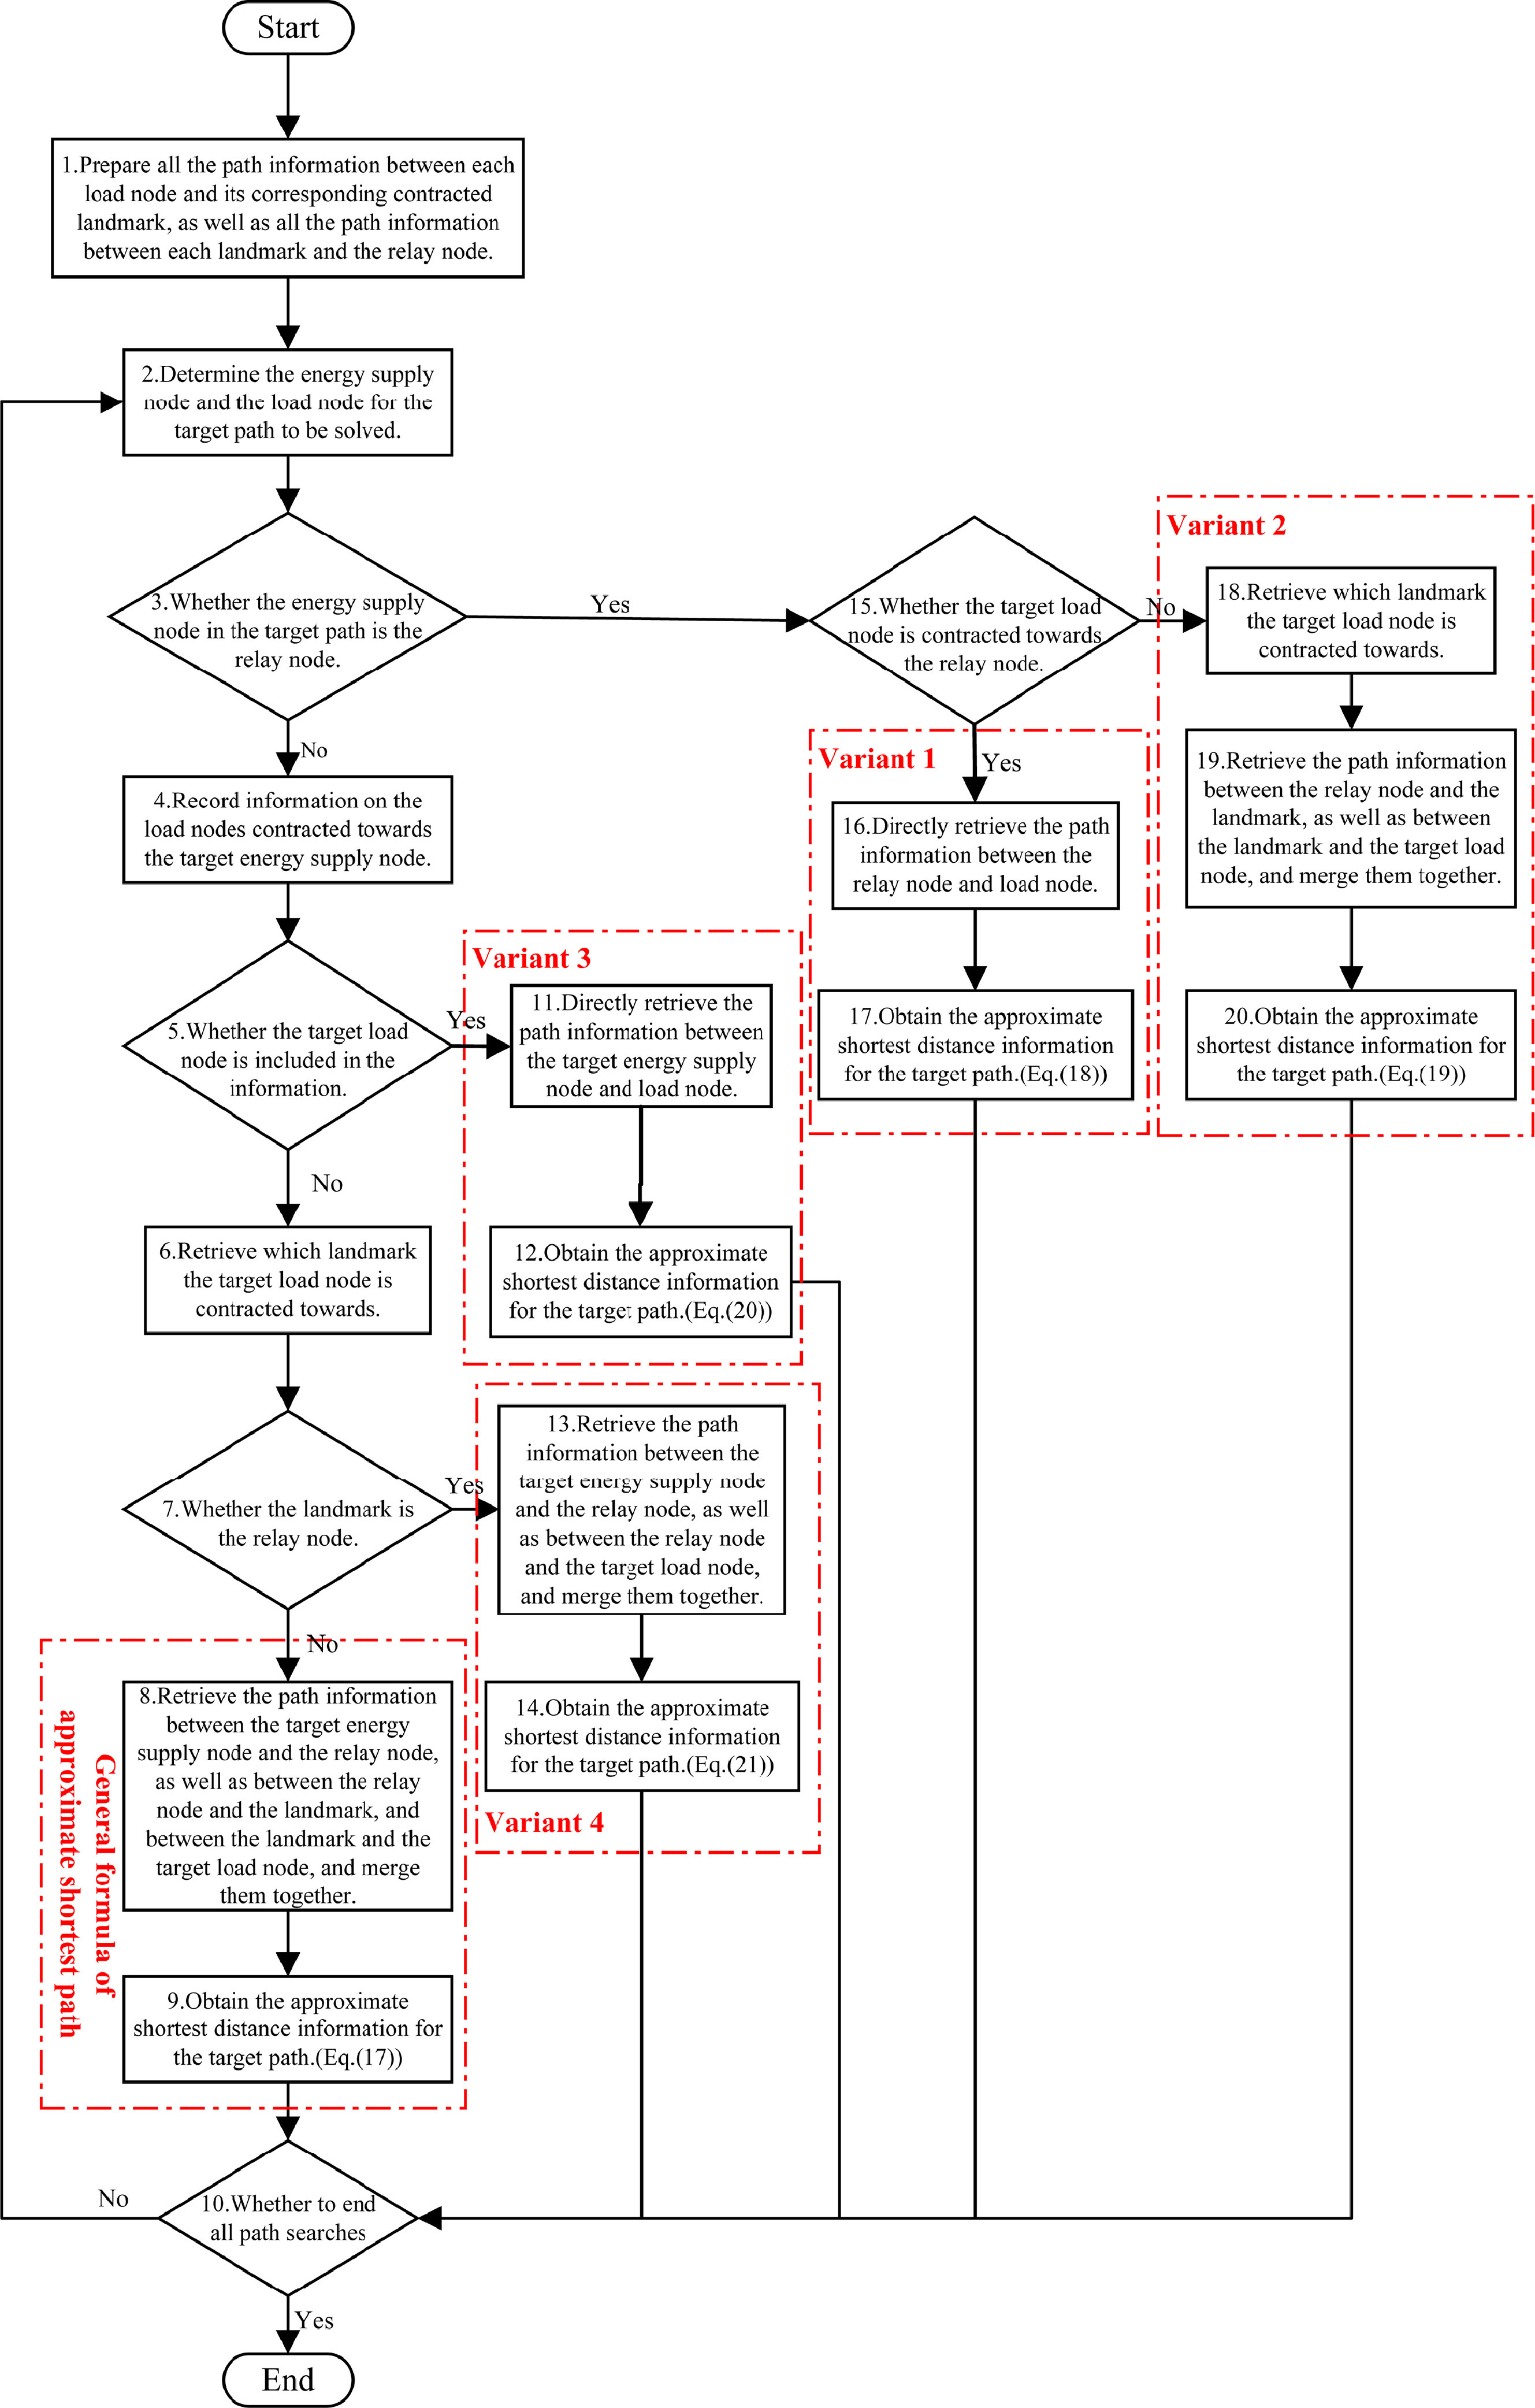 Start
1.Prepare all the path information between each
load node and its corresponding contracted
landmark, as well as all the path information
between each landmark and the relay node.
2.Determine the energy supply
node and the load node for the
target path to be solved.
3.Whether the energy supply
node in the target path is the
relay node.
Yes
No
15.Whether the target load
node is contracted towards
the relay node.
No
Yes
Variant 2
18.Retrieve which landmark
the target load node is
contracted towards.
19.Retrieve the path information
between the relay node and the
landmark, as well as between
the landmark and the target load
node, and merge them together.
20.Obtain the approximate
shortest distance information for
the target path.(Eq.(19))
Variant 1
16.Directly retrieve the path
information between the
relay node and load node.
17.Obtain the approximate
shortest distance information
for the target path.(Eq.(18))
4.Record information on the
load nodes contracted towards
the target energy supply node.
5.Whether the target load
node is included in the
information.
Yes
No
Variant 3
11.Directly retrieve the
path information between
the target energy supply
node and load node.
12.Obtain the approximate
shortest distance information
for the target path.(Eq.(20))
6.Retrieve which landmark
the target load node is
contracted towards.
7.Whether the landmark is
the relay node.
Yes
No
13.Retrieve the path
information between the
target energy supply node
and the relay node, as well
as between the relay node
and the target load node,
and merge them together.
14.Obtain the approximate
shortest distance information
for the target path.(Eq.(21))
Variant 4
General formula of
approximate shortest path
8.Retrieve the path information
between the target energy
supply node and the relay node,
as well as between the relay
node and the landmark, and
between the landmark and the
target load node, and merge
them together.
9.Obtain the approximate
shortest distance information for
the target path.(Eq.(17))
10.Whether to end
all path searches
No
Yes
End